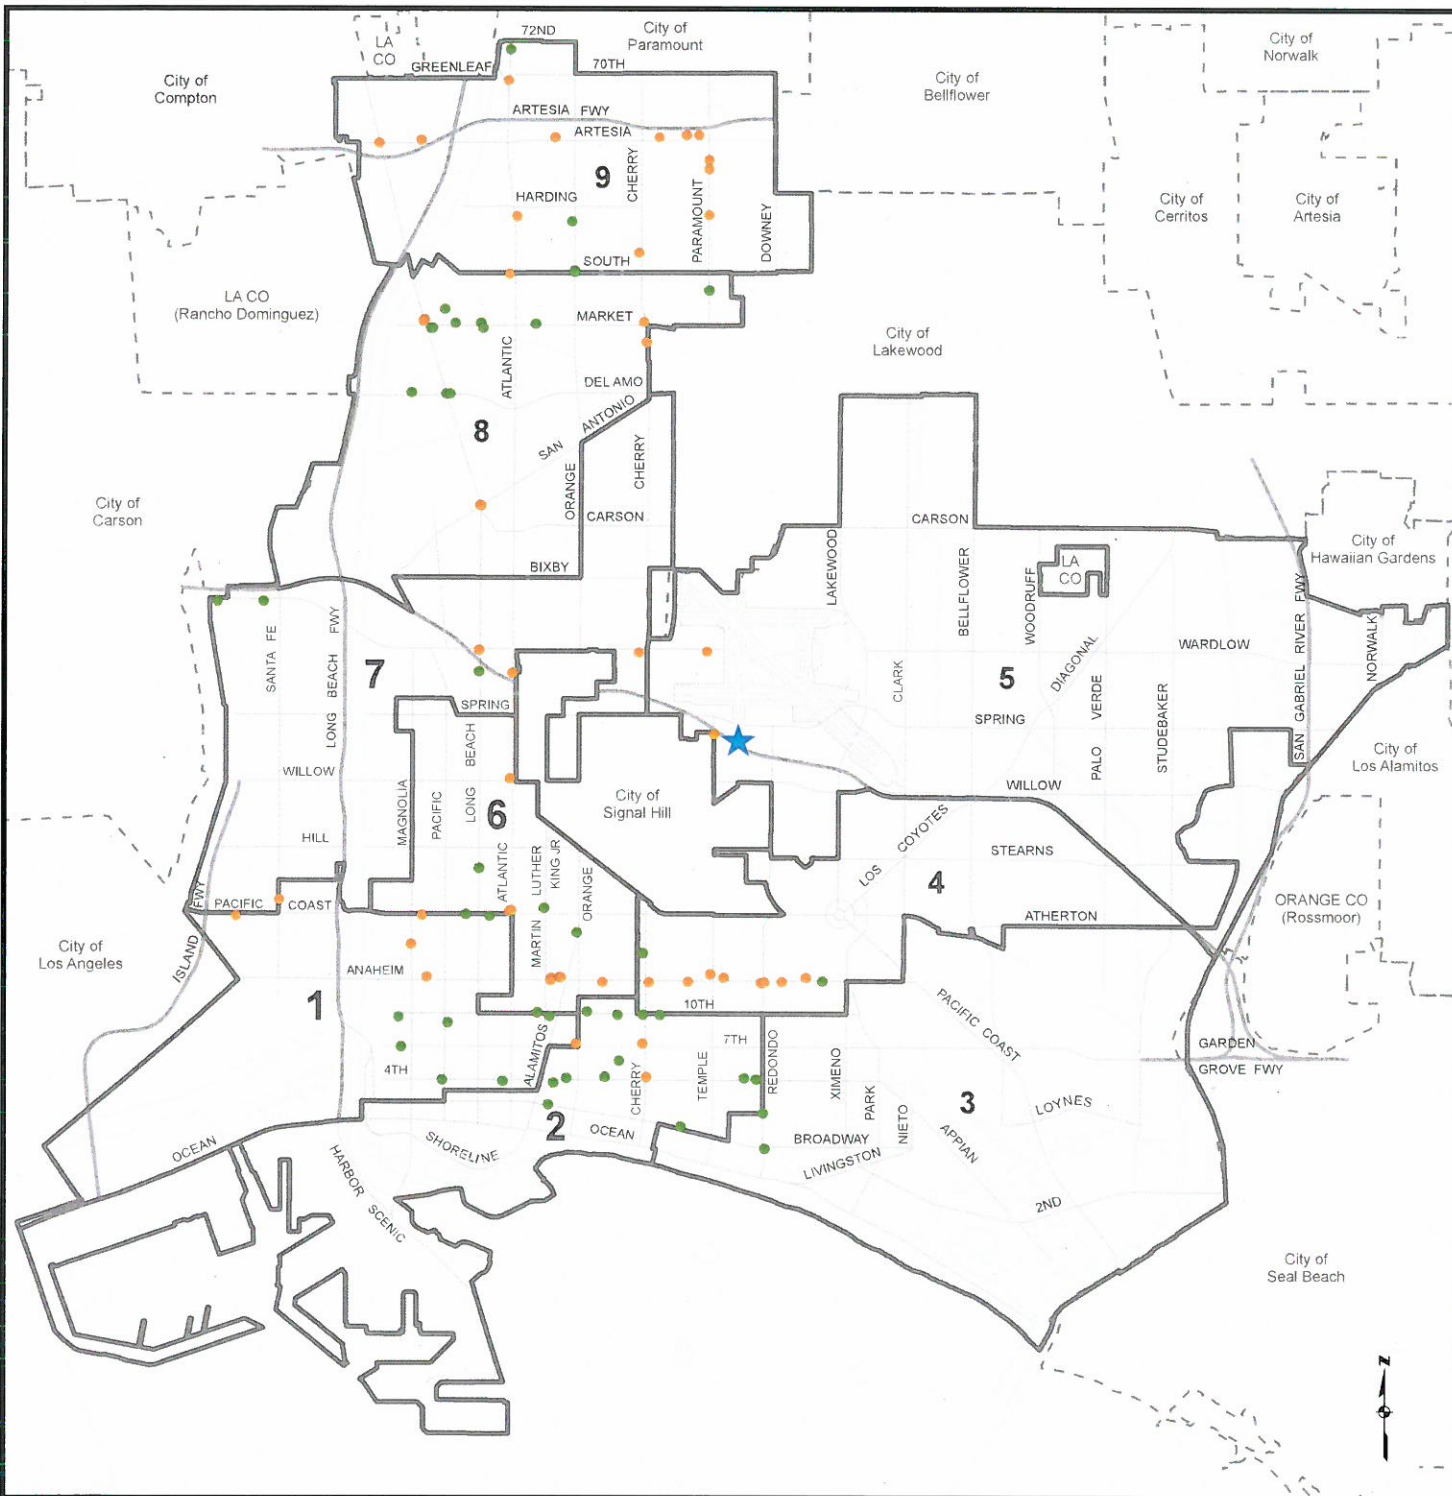 72ND
City of
Paramount
LA
CO
GREENLEAF
70TH
City of
Compton
City of
Bellflower
City of
Norwalk
ARTESIA FWY
ARTESIA
9
CHERRY
HARDING
PARAMOUNT
DOWNEY
City of
Cerritos
City of
Artesia
SOUTH
LA CO
(Rancho Dominguez)
MARKET
City of
Lakewood
ATLANTIC
DEL AMO
8
SAN ANTONIO
ORANGE
CHERRY
City of
Carson
CARSON
LAKEWOOD
CARSON
City of
Hawaiian Gardens
BIXBY
BELLFLOWER
WOODRUFF
LA
CO
SANTA FE
LONG BEACH FWY
7
CLARK
5
DIAGONAL
WARDLOW
SAN GABRIEL RIVER FWY
NORWALK
SPRING
SPRING
PALO VERDE
STUDEBAKER
City of
Los Alamitos
WILLOW
MAGNOLIA
PACIFIC
LONG BEACH
6
City of
Signal Hill
WILLOW
HILL
ATLANTIC
MARTIN LUTHER
KING JR
ORANGE
LOS COYOTES
STEARNS
4
ORANGE CO
(Rossmoor)
PACIFIC COAST
ATHERTON
City of
Los Angeles
ISLAND FWY
ANAHEIM
1
10TH
PACIFIC COAST
4TH
ALAMITOS
CHERRY
TEMPLE
7TH
REDONDO
XIMENO
PARK
NIETO
3
LOYNES
GARDEN
GROVE FWY
OCEAN
SHORELINE
2
OCEAN
BROADWAY
LIVINGSTON
APPIAN
HARBOR SCENIC
2ND
City of
Seal Beach
Z